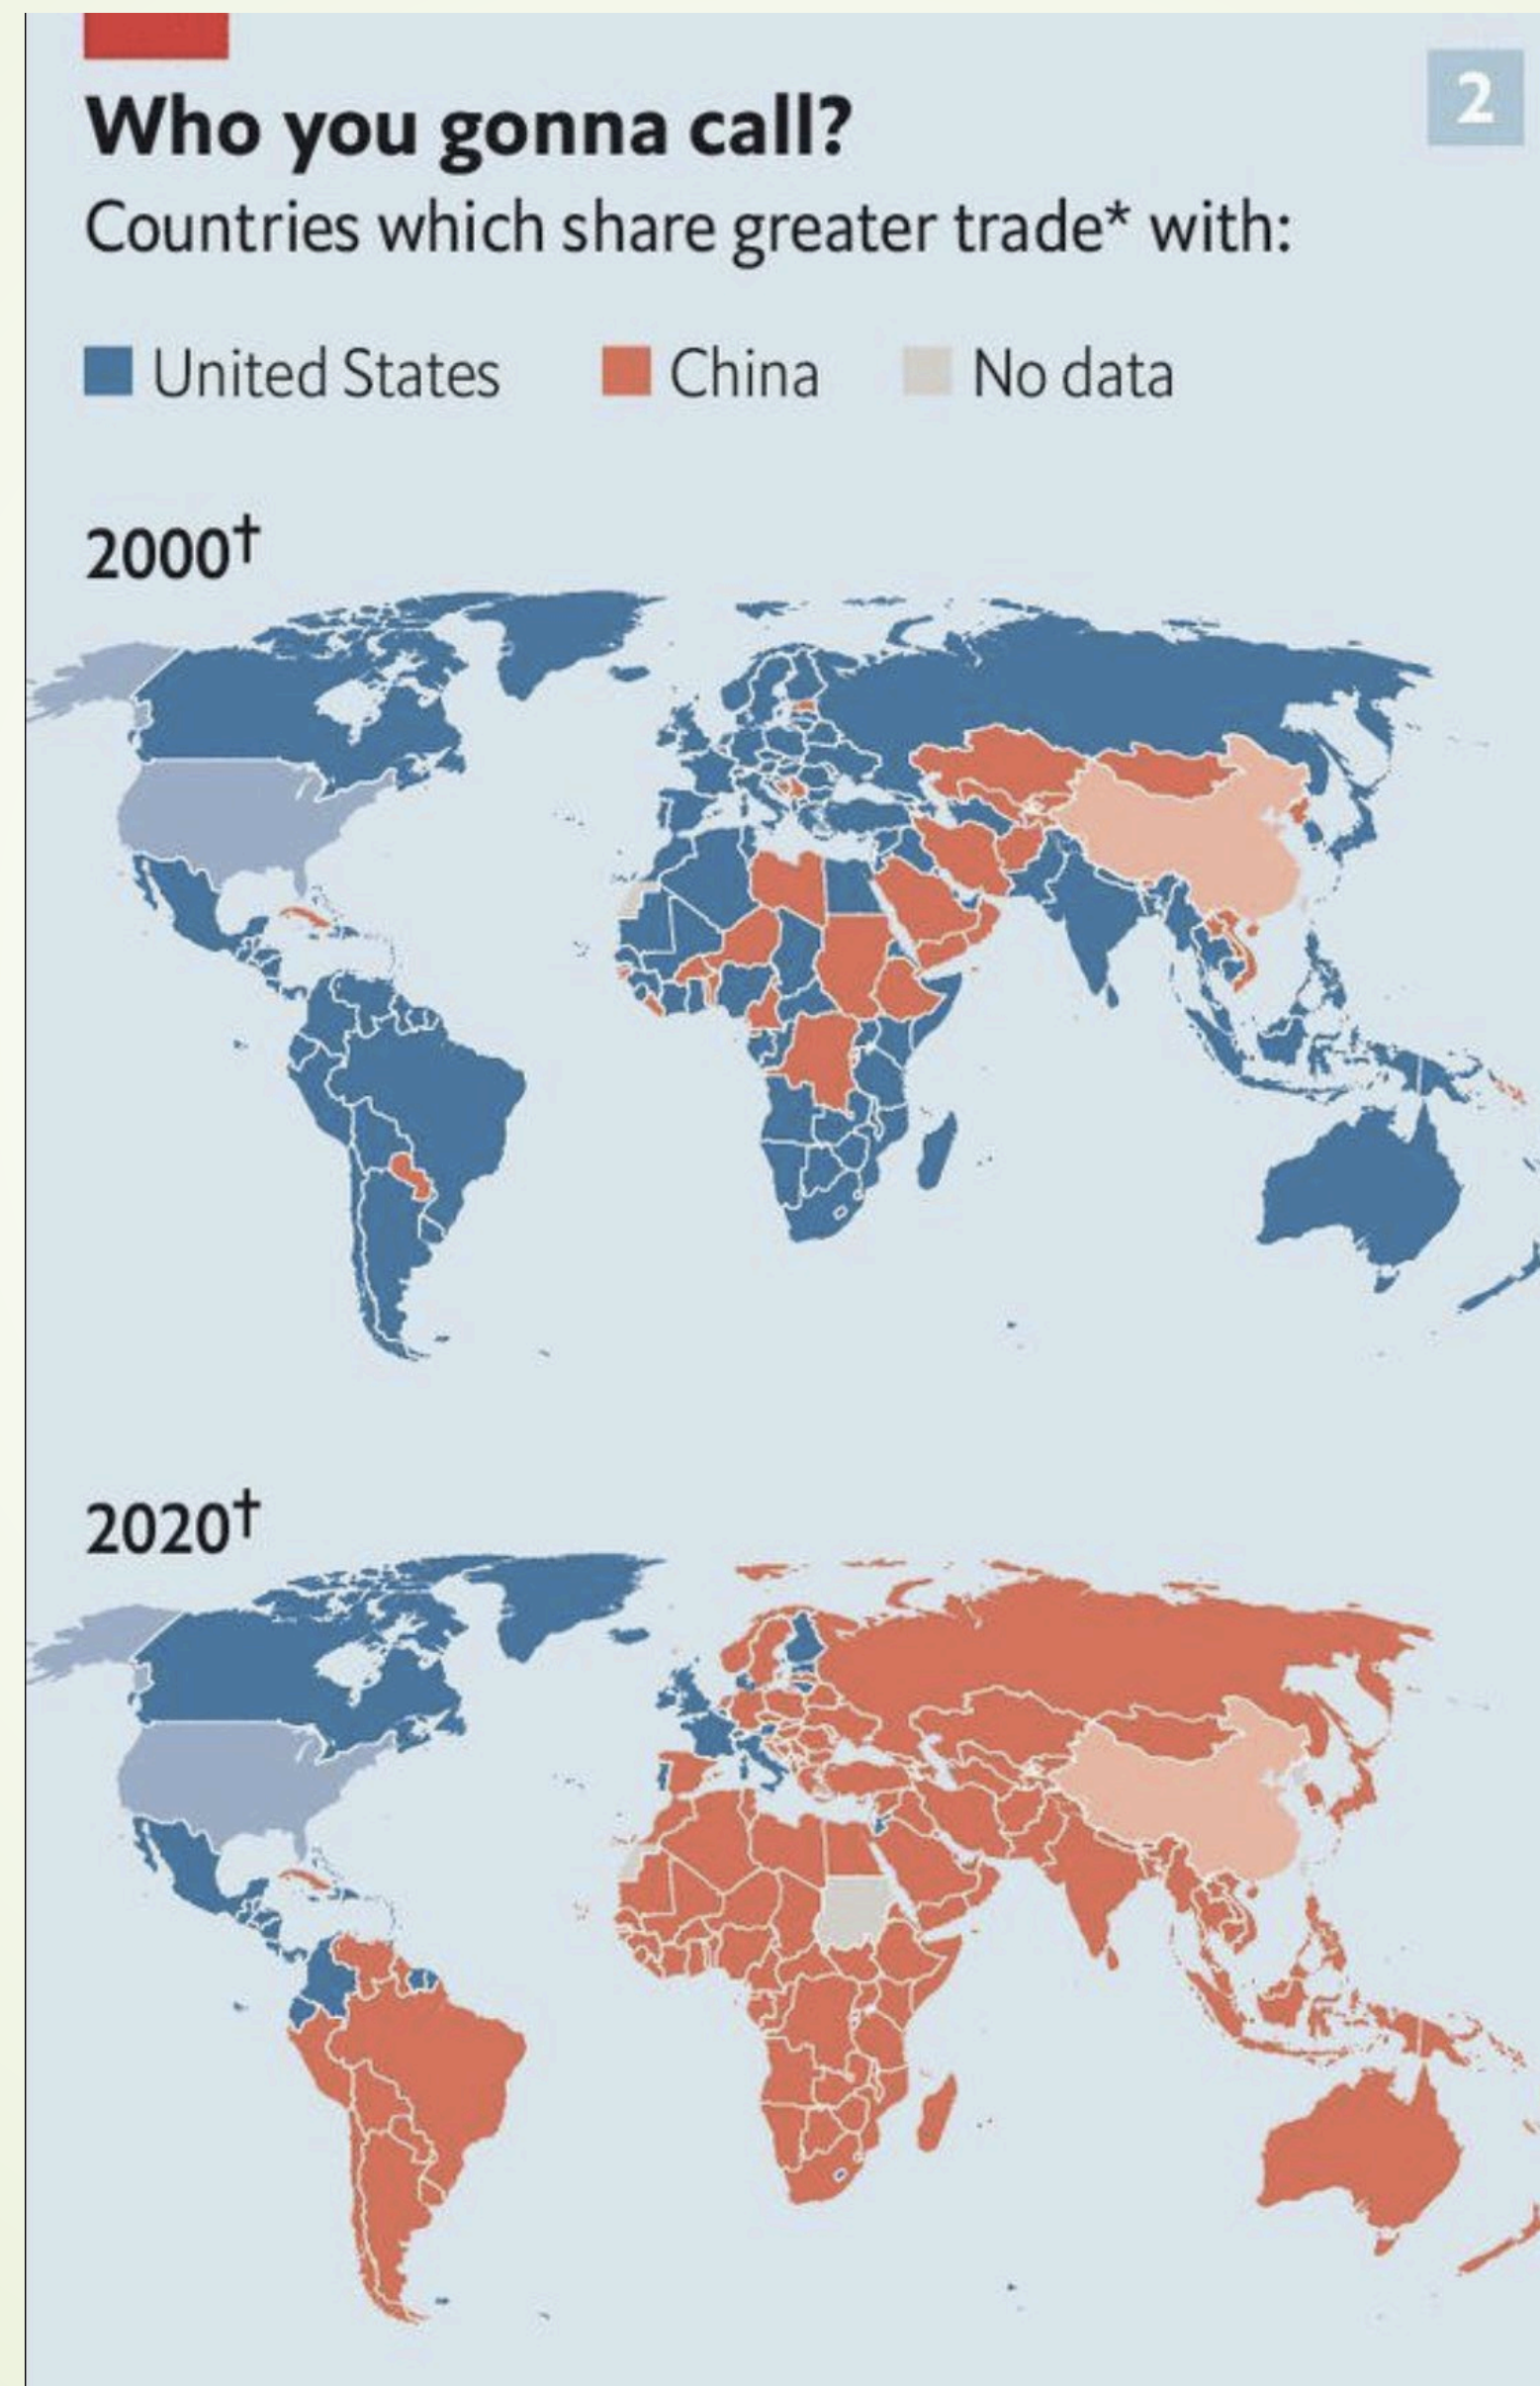 2
Who you gonna call?
Countries which share greater trade* with:
United States China No data
2000†
2020†